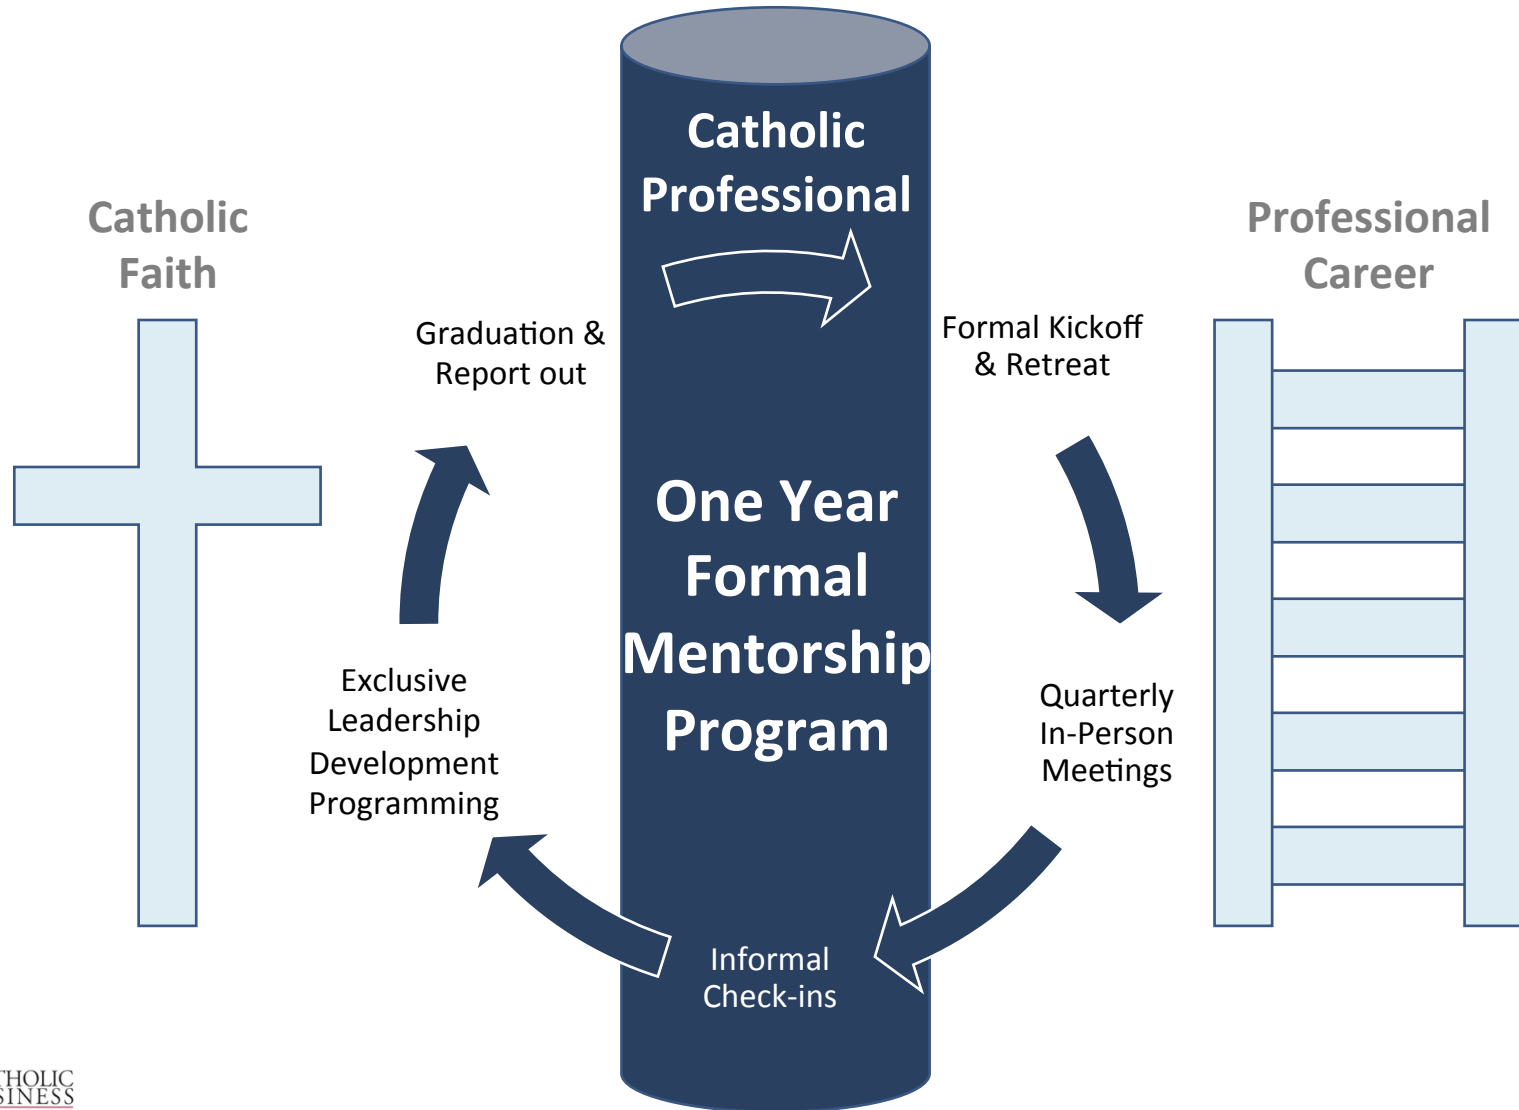 Catholic
Professional
Catholic
Faith
Professional
Career
Graduation &
Report out
Formal Kickoff
& Retreat
One Year
Formal
Mentorship
Program
Exclusive
Leadership
Development
Programming
Quarterly
In-Person
Meetings
Informal
Check-ins